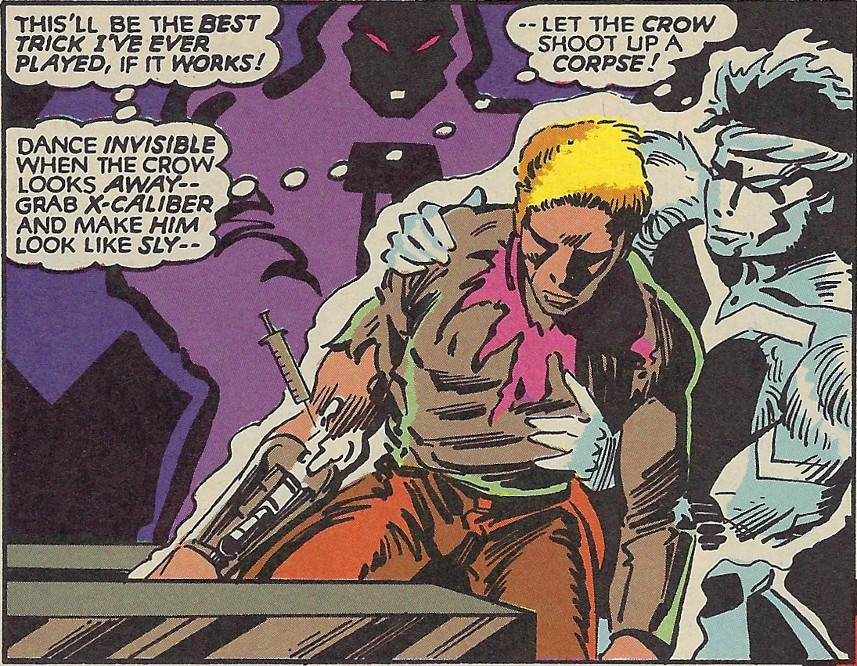 THIS'LL BE THE BEST
TRICK I'VE EVER
PLAYED, IF IT WORKS!
DANCE INVISIBLE
WHEN THE CROW
LOOKS AWAY--
GRAB X-CALIBER
AND MAKE HIM
LOOK LIKE SLY--
--LET THE CROW
SHOOT UP A
CORPSE!